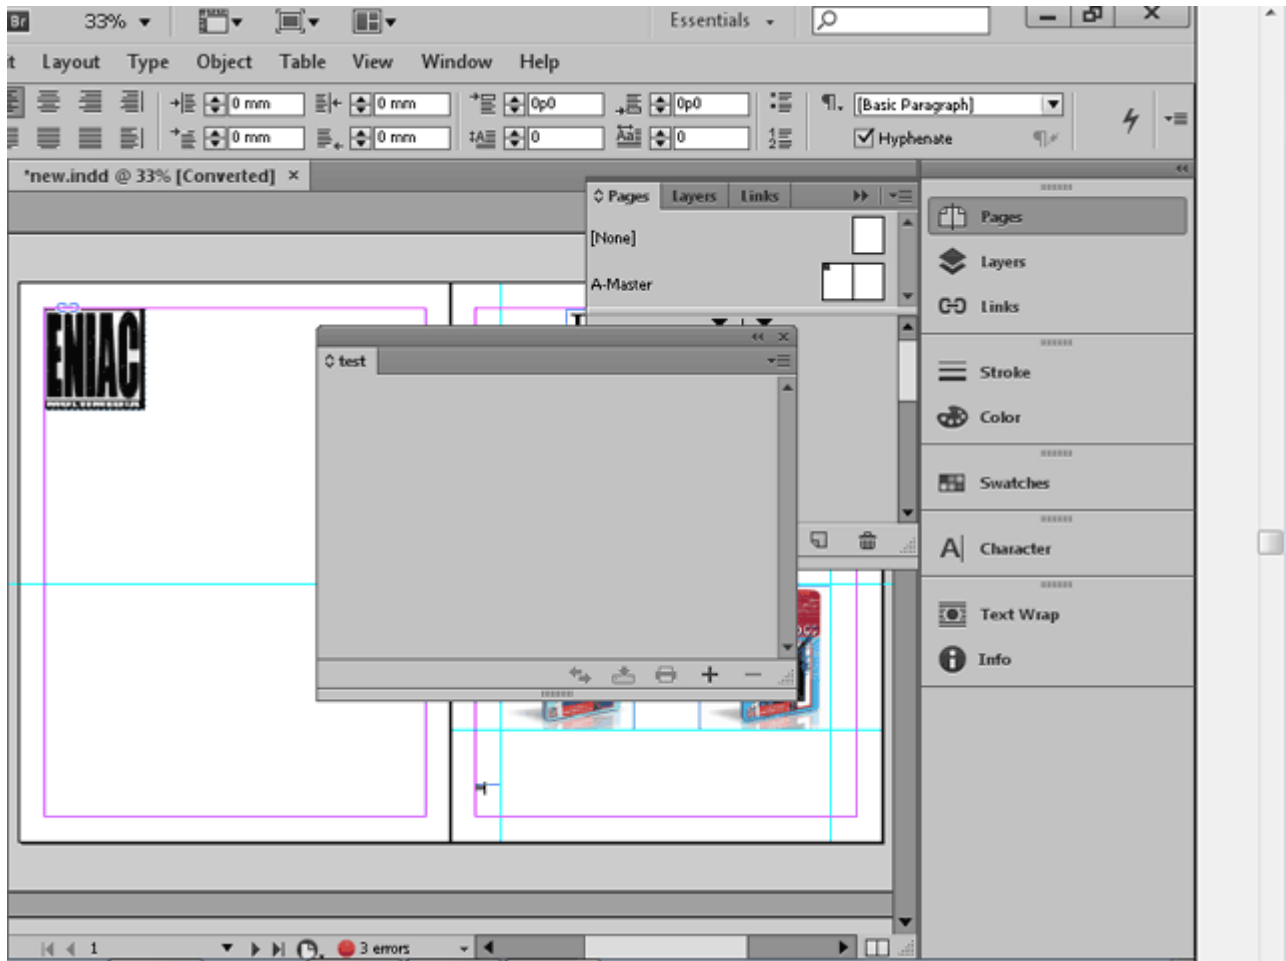 Br 33% Essentials
Layout Type Object Table View Window Help
0 mm 0 mm 0p0 0p0 [Basic Paragraph]
0 mm 0 mm 0 0 Hyphenate
*new.indd @ 33% [Converted] ×
Pages Layers Links
[None]
A-Master
ENIAC
test
Pages
Layers
Links
Stroke
Color
Swatches
Character
Text Wrap
Info
1 3 errors